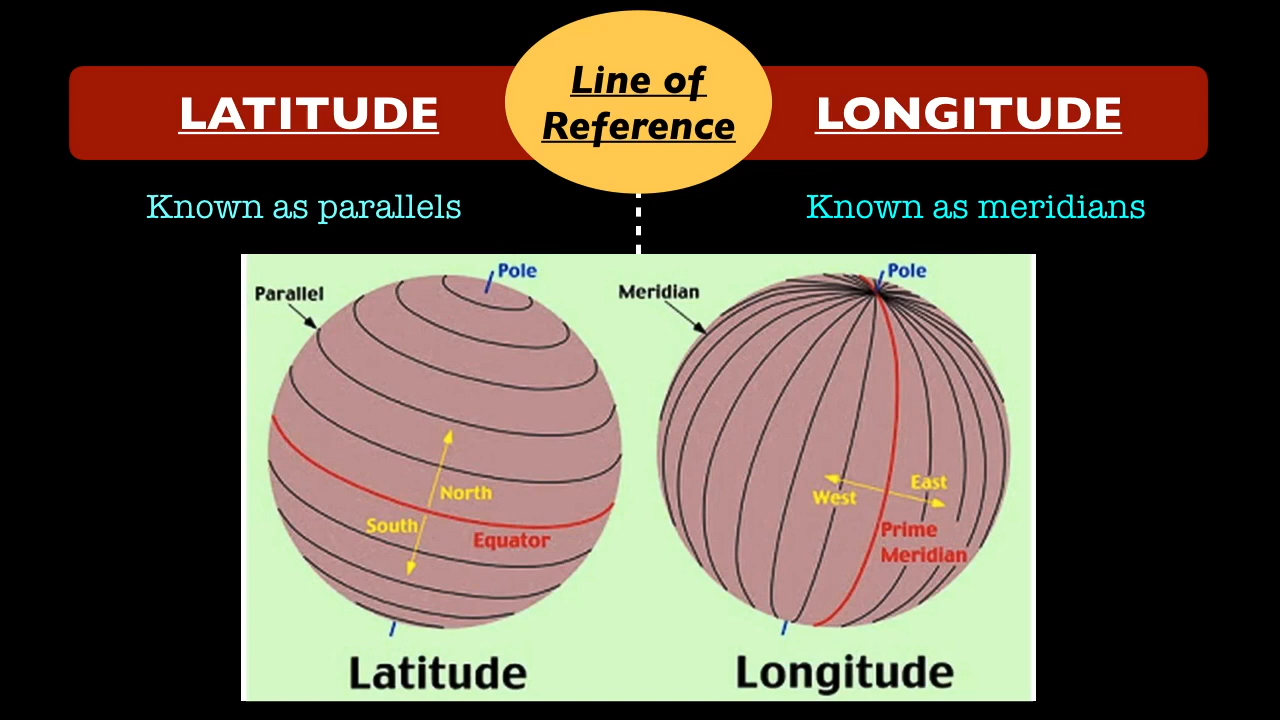 Line of
Reference
LATITUDE
LONGITUDE
Known as parallels
Known as meridians
Pole
Parallel
North
South
Equator
Latitude
Pole
Meridian
East
West
Prime
Meridian
Longitude